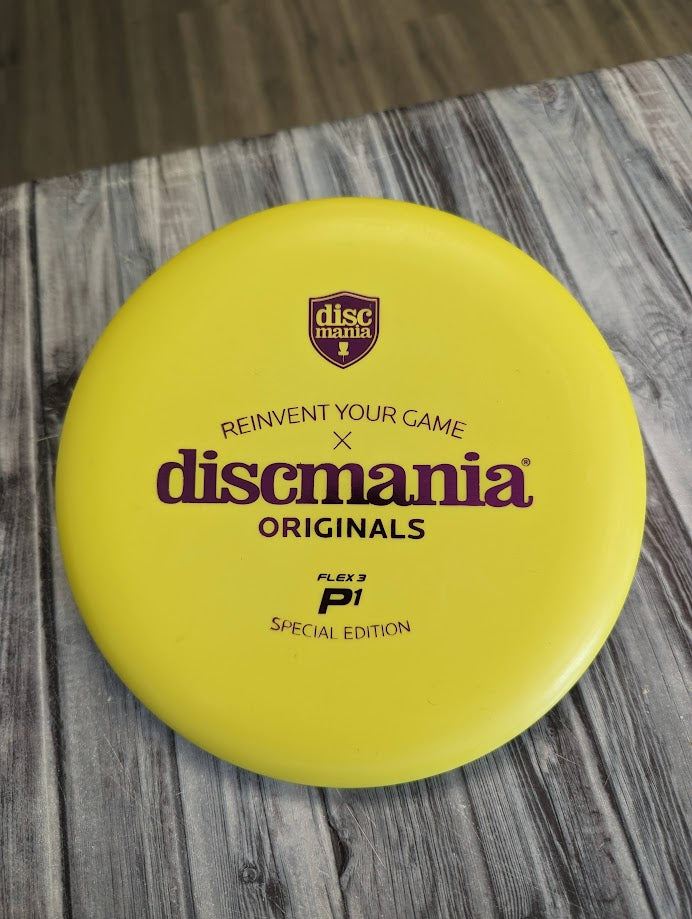 disc
mania
REINVENT YOUR GAME
×
discmania®
ORIGINALS
FLEX 3
P1
SPECIAL EDITION